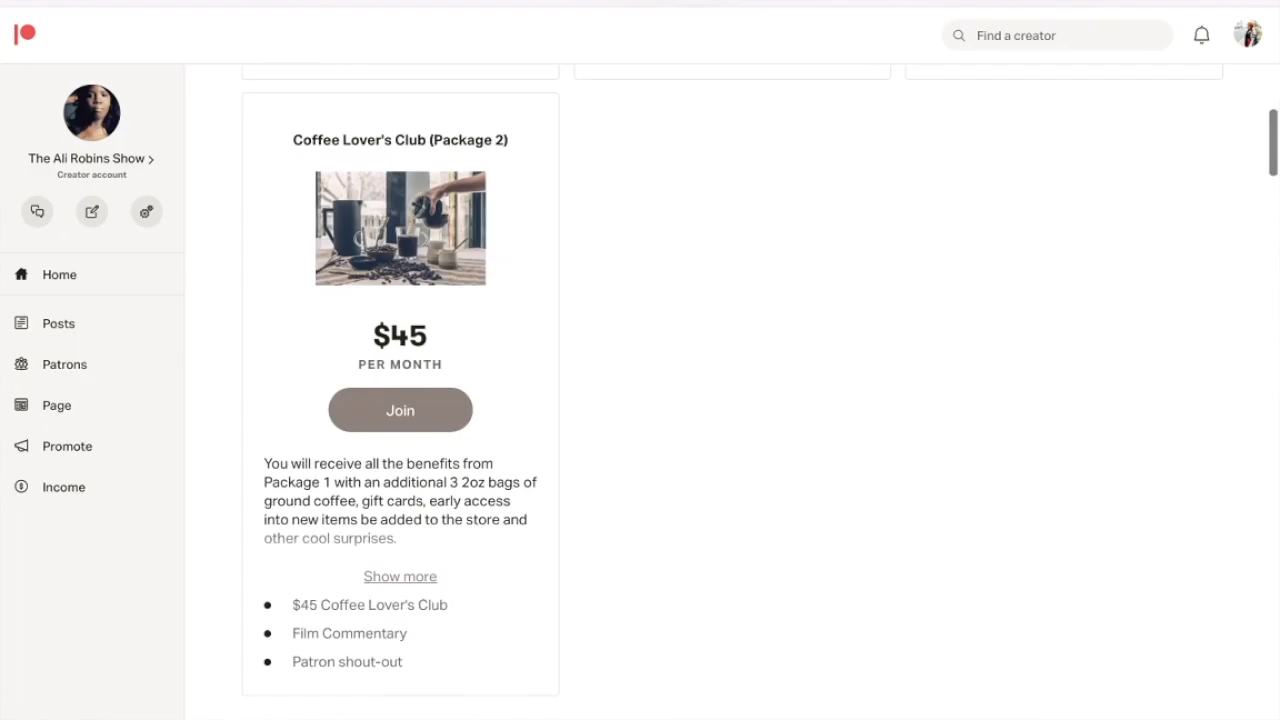 Find a creator
The Ali Robins Show
Creator account
Home
Posts
Patrons
Page
Promote
Income
Coffee Lover's Club (Package 2)
$45
PER MONTH
Join
You will receive all the benefits from
Package 1 with an additional 3 2oz bags of
ground coffee, gift cards, early access
into new items be added to the store and
other cool surprises.
Show more
$45 Coffee Lover's Club
Film Commentary
Patron shout-out